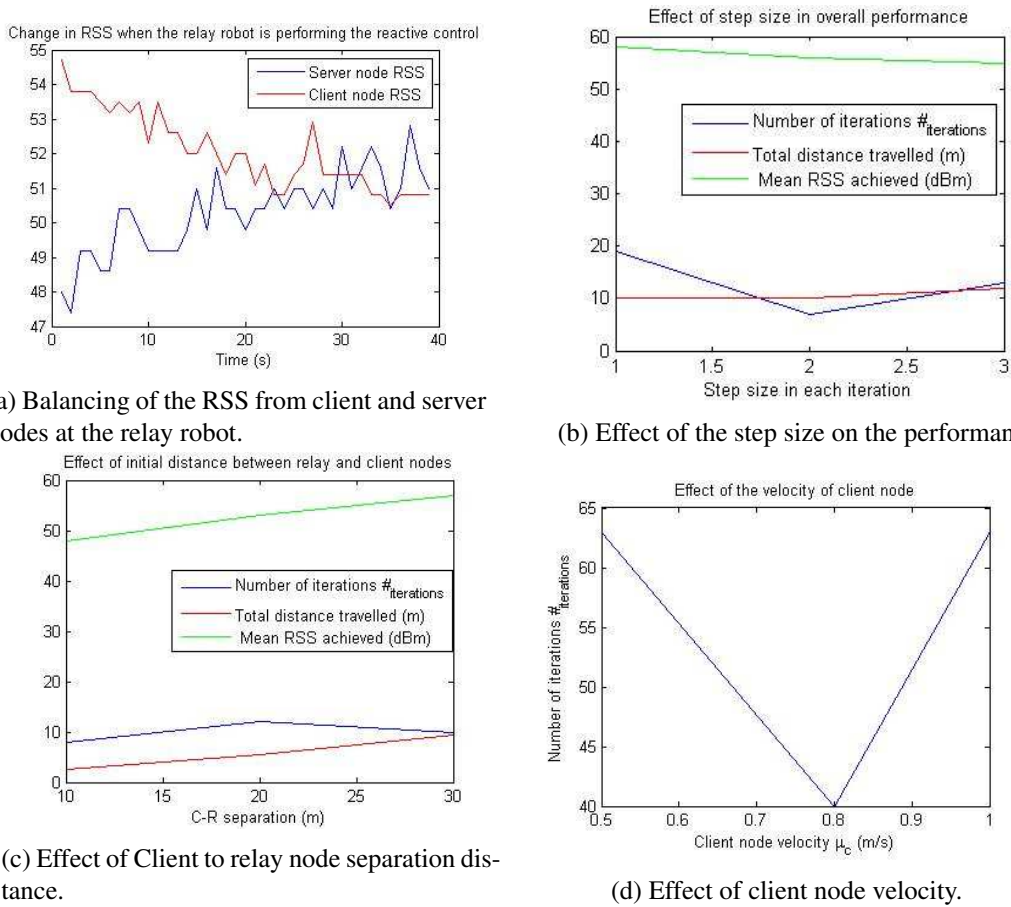 Change in RSS when the relay robot is performing the reactive control
55
54
53
52
51
50
49
48
47
Server node RSS
Client node RSS
0
10
20
30
40
Time (s)
a) Balancing of the RSS from client and server
odes at the relay robot.
Effect of step size in overall performance
60
50
40
30
20
10
0
Number of iterations #iterations
Total distance travelled (m)
Mean RSS achieved (dBm)
1
1.5
2
2.5
3
Step size in each iteration
(b) Effect of the step size on the performan
Effect of initial distance between relay and client nodes
60
50
40
30
20
10
0
Number of iterations #iterations
Total distance travelled (m)
Mean RSS achieved (dBm)
10
15
20
25
30
C-R separation (m)
(c) Effect of Client to relay node separation dis-
tance.
Effect of the velocity of client node
65
60
55
50
45
40
Number of iterations #iterations
0.5
0.6
0.7
0.8
0.9
1
Client node velocity μc (m/s)
(d) Effect of client node velocity.